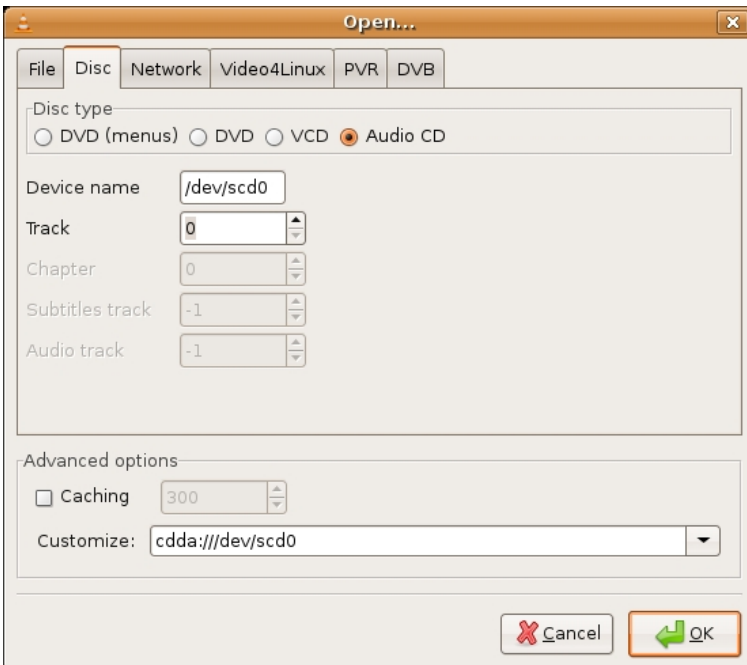 Open...
File Disc Network Video4Linux PVR DVB
Disc type
DVD (menus) DVD VCD Audio CD
Device name /dev/scd0
Track 0
Chapter 0
Subtitles track -1
Audio track -1
Advanced options
Caching 300
Customize: cdda:///dev/scd0
Cancel OK